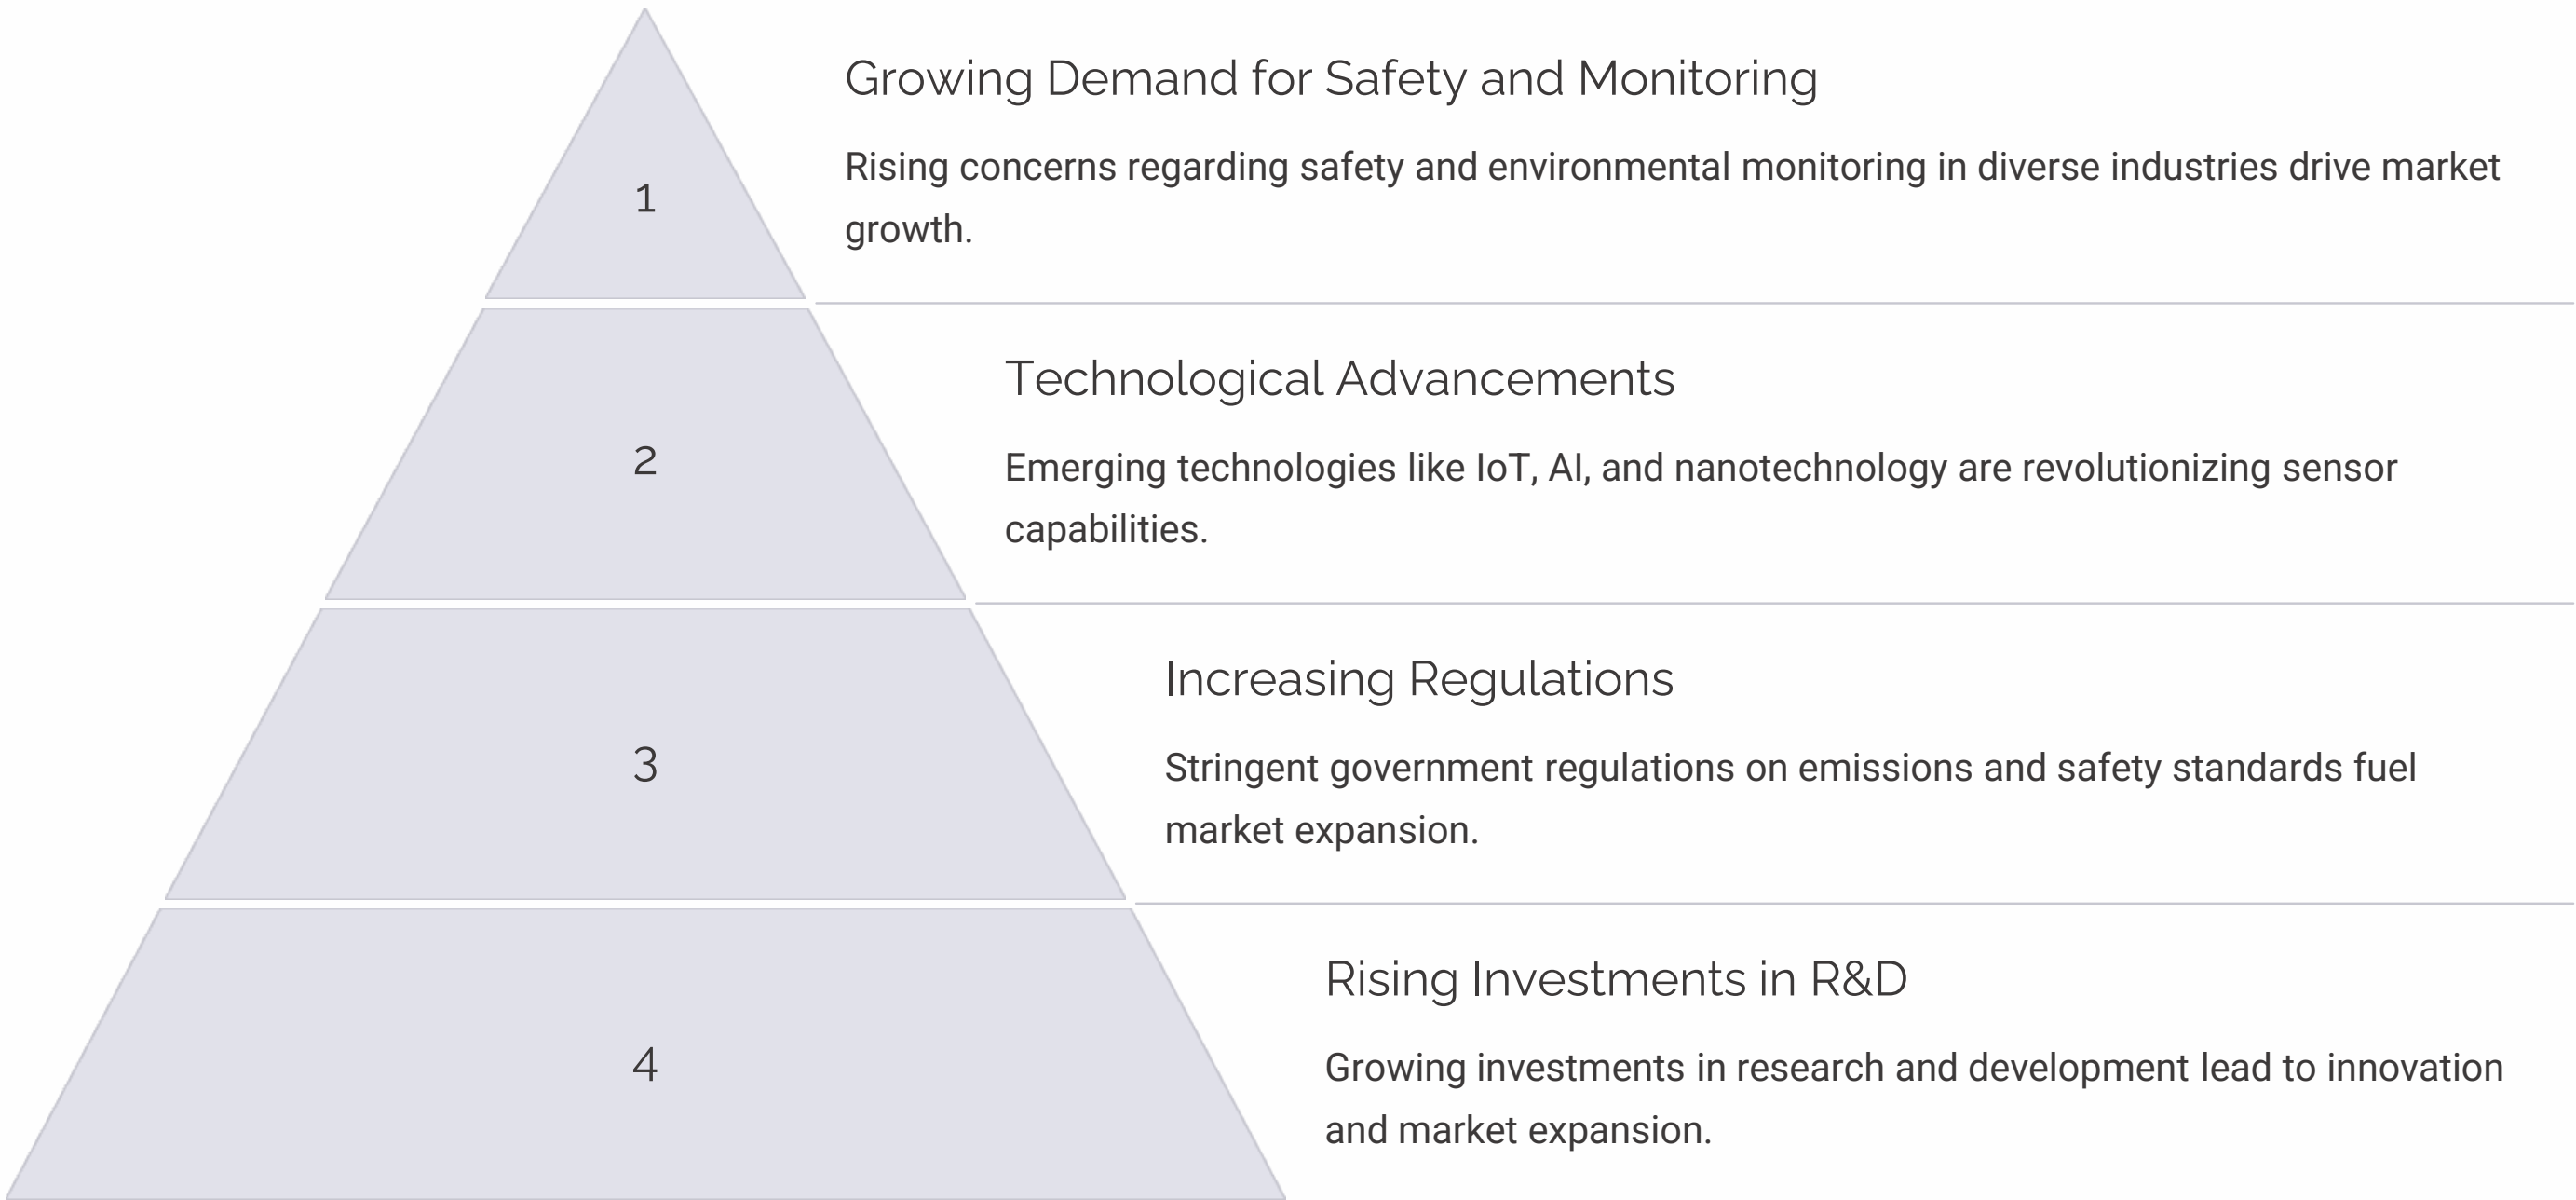 1
Growing Demand for Safety and Monitoring
Rising concerns regarding safety and environmental monitoring in diverse industries drive market
growth.
2
Technological Advancements
Emerging technologies like IoT, AI, and nanotechnology are revolutionizing sensor
capabilities.
3
Increasing Regulations
Stringent government regulations on emissions and safety standards fuel
market expansion.
4
Rising Investments in R&D
Growing investments in research and development lead to innovation
and market expansion.